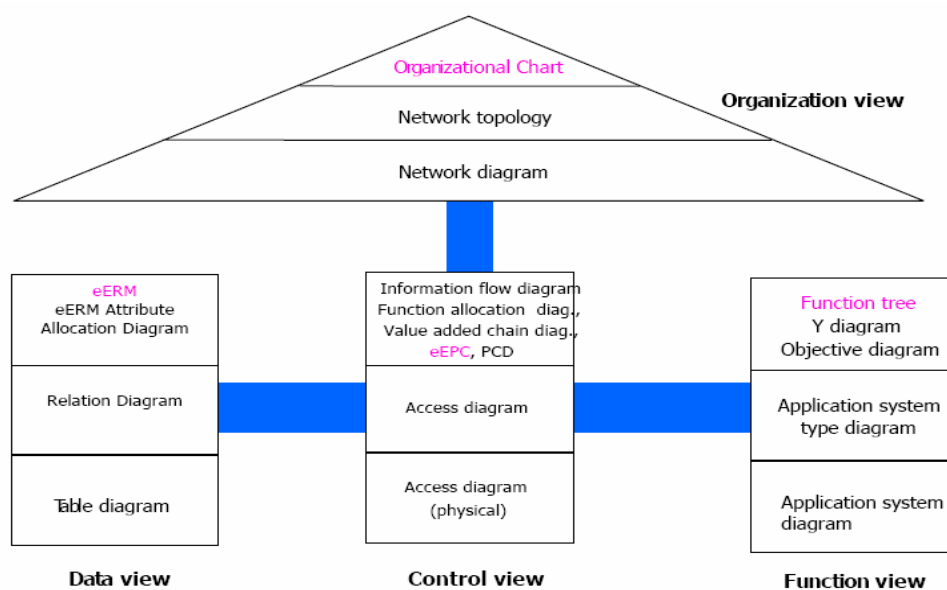 Organizational Chart
Organization view
Network topology
Network diagram
eERM
eERM Attribute
Allocation Diagram
Relation Diagram
Table diagram
Data view
Information flow diagram
Function allocation diag.,
Value added chain diag.,
eEPC, PCD
Access diagram
Access diagram
(physical)
Control view
Function tree
Y diagram
Objective diagram
Application system
type diagram
Application system
diagram
Function view